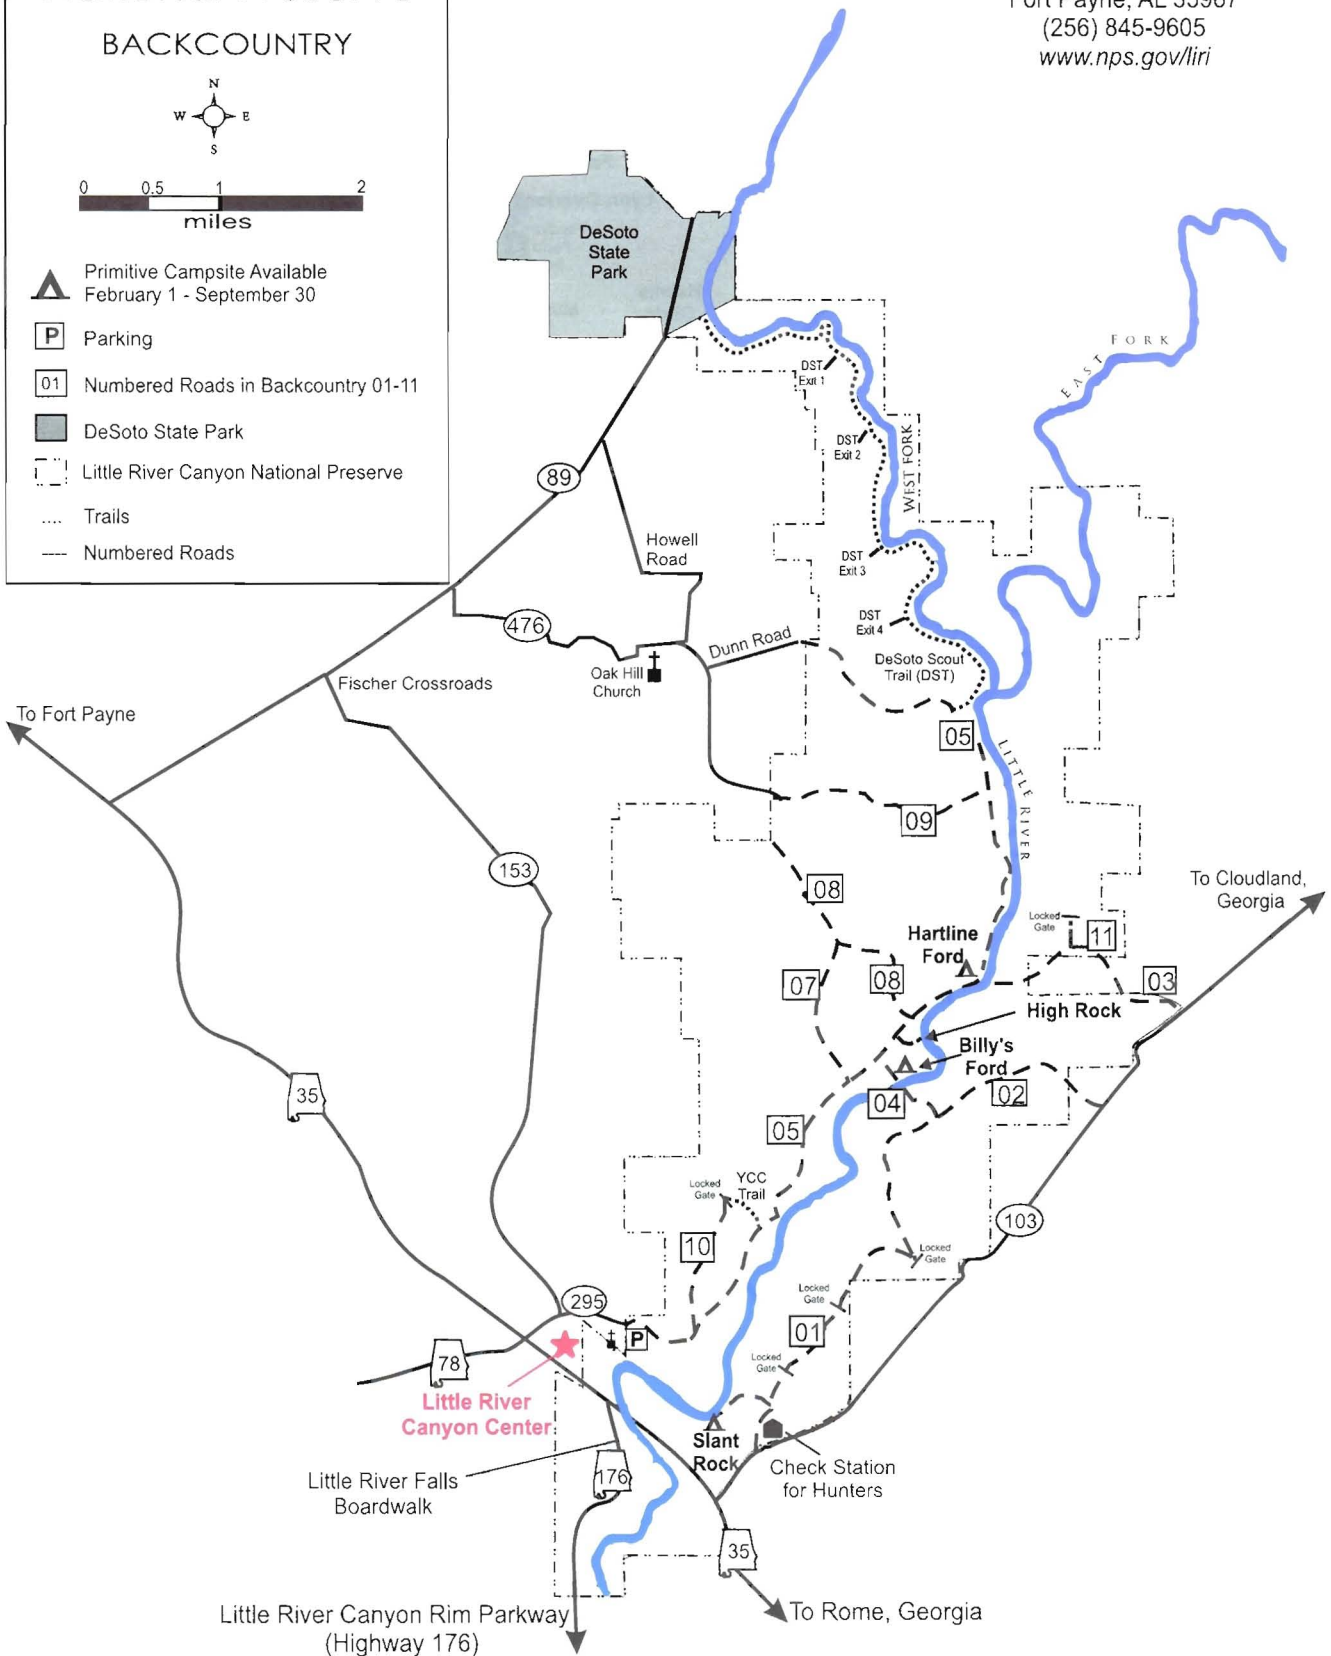 BACKCOUNTRY
N
W E
S
0 0.5 1 2
miles
Primitive Campsite Available
February 1 - September 30
P Parking
01 Numbered Roads in Backcountry 01-11
DeSoto State Park
Little River Canyon National Preserve
Trails
Numbered Roads
Fort Payne, AL 35967
(256) 845-9605
www.nps.gov/liri
DeSoto
State
Park
EAST FORK
DST
Exit 1
DST
Exit 2
WEST FORK
89
Howell
Road
DST
Exit 3
476
DST
Exit 4
Dunn Road
Oak Hill
Church
DeSoto Scout
Trail (DST)
Fischer Crossroads
To Fort Payne
05
LITTLE RIVER
09
153
08
To Cloudland,
Georgia
Hartline
Ford
Locked
Gate
11
07
08
03
High Rock
Billy's
Ford
35
04
02
05
Locked
Gate
YCC
Trail
103
10
Locked
Gate
Locked
Gate
295
P
01
78
Locked
Gate
Little River
Canyon Center
Slant
Rock
Check Station
for Hunters
Little River Falls
Boardwalk
176
35
Little River Canyon Rim Parkway
(Highway 176)
To Rome, Georgia